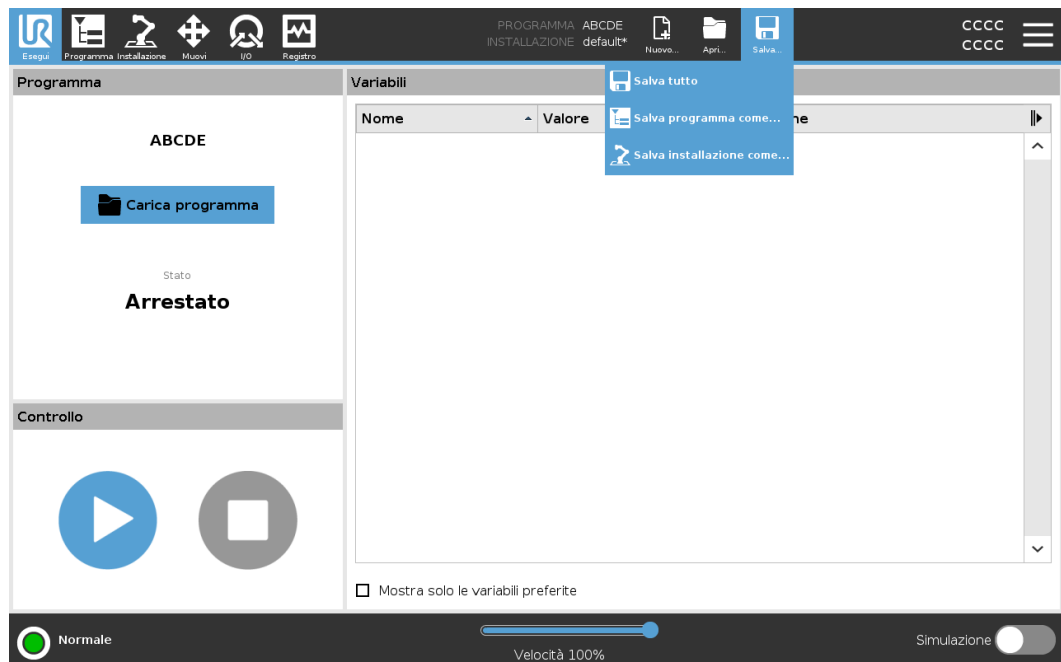 PROGRAMMA ABCDE
INSTALLAZIONE default*
Esegui
Programma
Installazione
Muovi
I/O
Registro
Nuovo...
Apri...
Salva...
CCCC
CCCC
Salva tutto
Salva programma come...
Salva installazione come...
Programma
ABCDE
Carica programma
Stato
Arrestato
Controllo
Variabili
Nome
Valore
Mostra solo le variabili preferite
Normale
Velocità 100%
Simulazione